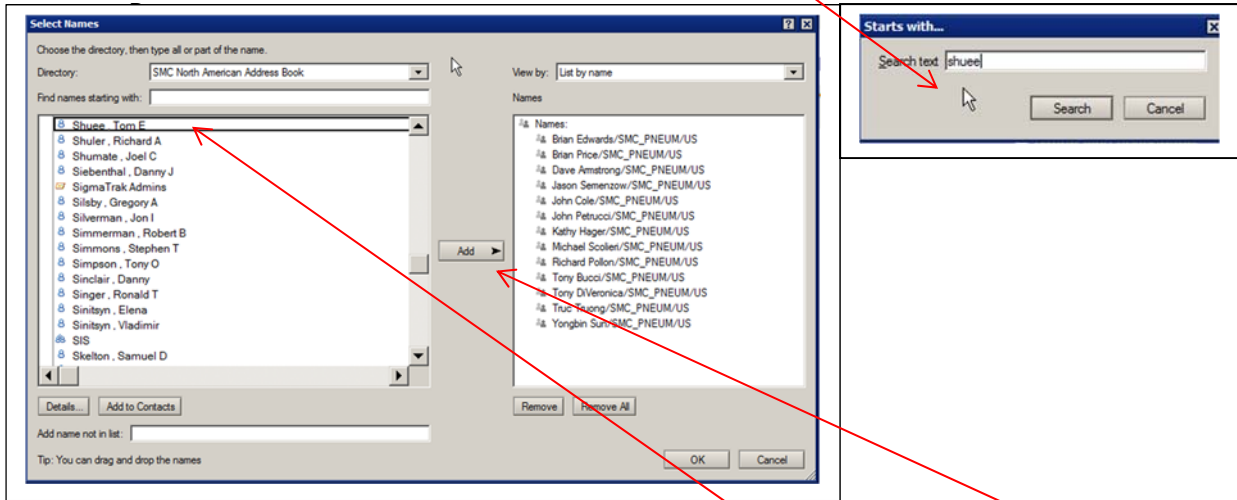 Select Names
Choose the directory, then type all or part of the name.
Directory: SMC North American Address Book
View by: List by name
Find names starting with:
Names
Shuee , Tom E
Shuler , Richard A
Shumate , Joel C
Siebenthal , Danny J
SigmaTrak Admins
Silsby , Gregory A
Silverman , Jon I
Simmerman , Robert B
Simmons , Stephen T
Simpson , Tony O
Sinclair , Danny
Singer , Ronald T
Sinitsyn , Elena
Sinitsyn , Vladimir
SIS
Skelton , Samuel D
Add
Names:
Brian Edwards/SMC_PNEUM/US
Brian Price/SMC_PNEUM/US
Dave Armstrong/SMC_PNEUM/US
Jason Semenzow/SMC_PNEUM/US
John Cole/SMC_PNEUM/US
John Petrucci/SMC_PNEUM/US
Kathy Hager/SMC_PNEUM/US
Michael Scolieri/SMC_PNEUM/US
Richard Pollon/SMC_PNEUM/US
Tony Bucci/SMC_PNEUM/US
Tony DiVeronica/SMC_PNEUM/US
Truc Truong/SMC_PNEUM/US
Yongbin Sun/SMC_PNEUM/US
Details... Add to Contacts
Remove Remove All
Add name not in list:
Tip: You can drag and drop the names
OK Cancel
Starts with...
Search text shuee
Search Cancel